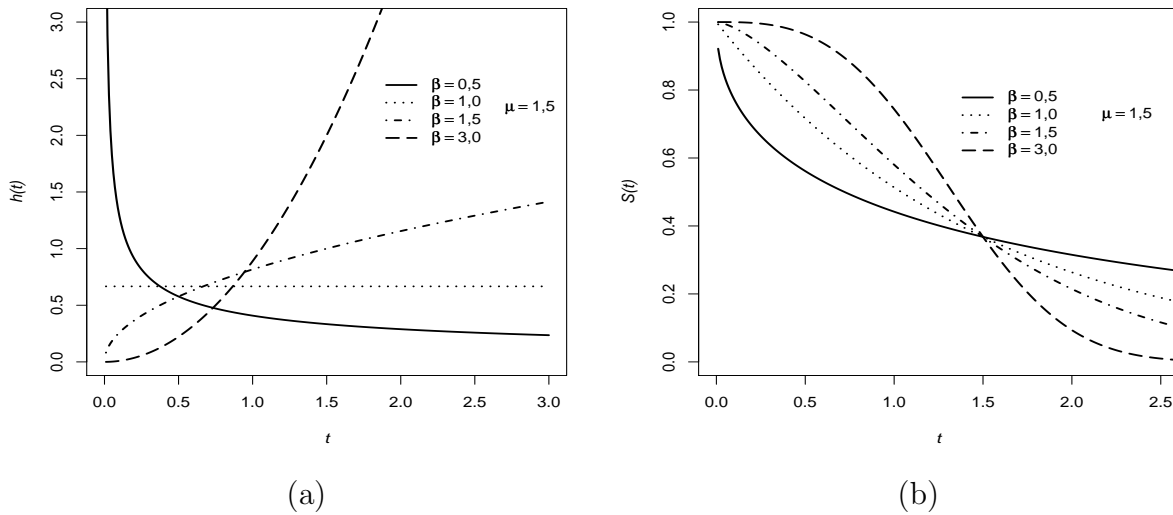 h(t)
3.0
2.5
2.0
1.5
1.0
0.5
0.0
β = 0,5
β = 1,0
β = 1,5
β = 3,0
μ = 1,5
0.0 0.5 1.0 1.5 2.0 2.5 3.0
t
(a)
S(t)
1.0
0.8
0.6
0.4
0.2
0.0
β = 0,5
β = 1,0
β = 1,5
β = 3,0
μ = 1,5
0.0 0.5 1.0 1.5 2.0 2.5
t
(b)